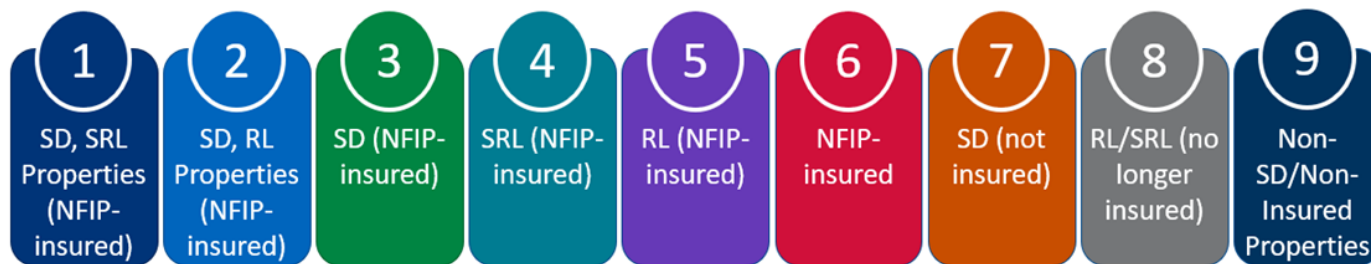 1
SD, SRL
Properties
(NFIP-
insured)
2
SD, RL
Properties
(NFIP-
insured)
3
SD (NFIP-
insured)
4
SRL (NFIP-
insured)
5
RL (NFIP-
insured)
6
NFIP-
insured
7
SD (not
insured)
8
RL/SRL (no
longer
insured)
9
Non-
SD/Non-
Insured
Properties